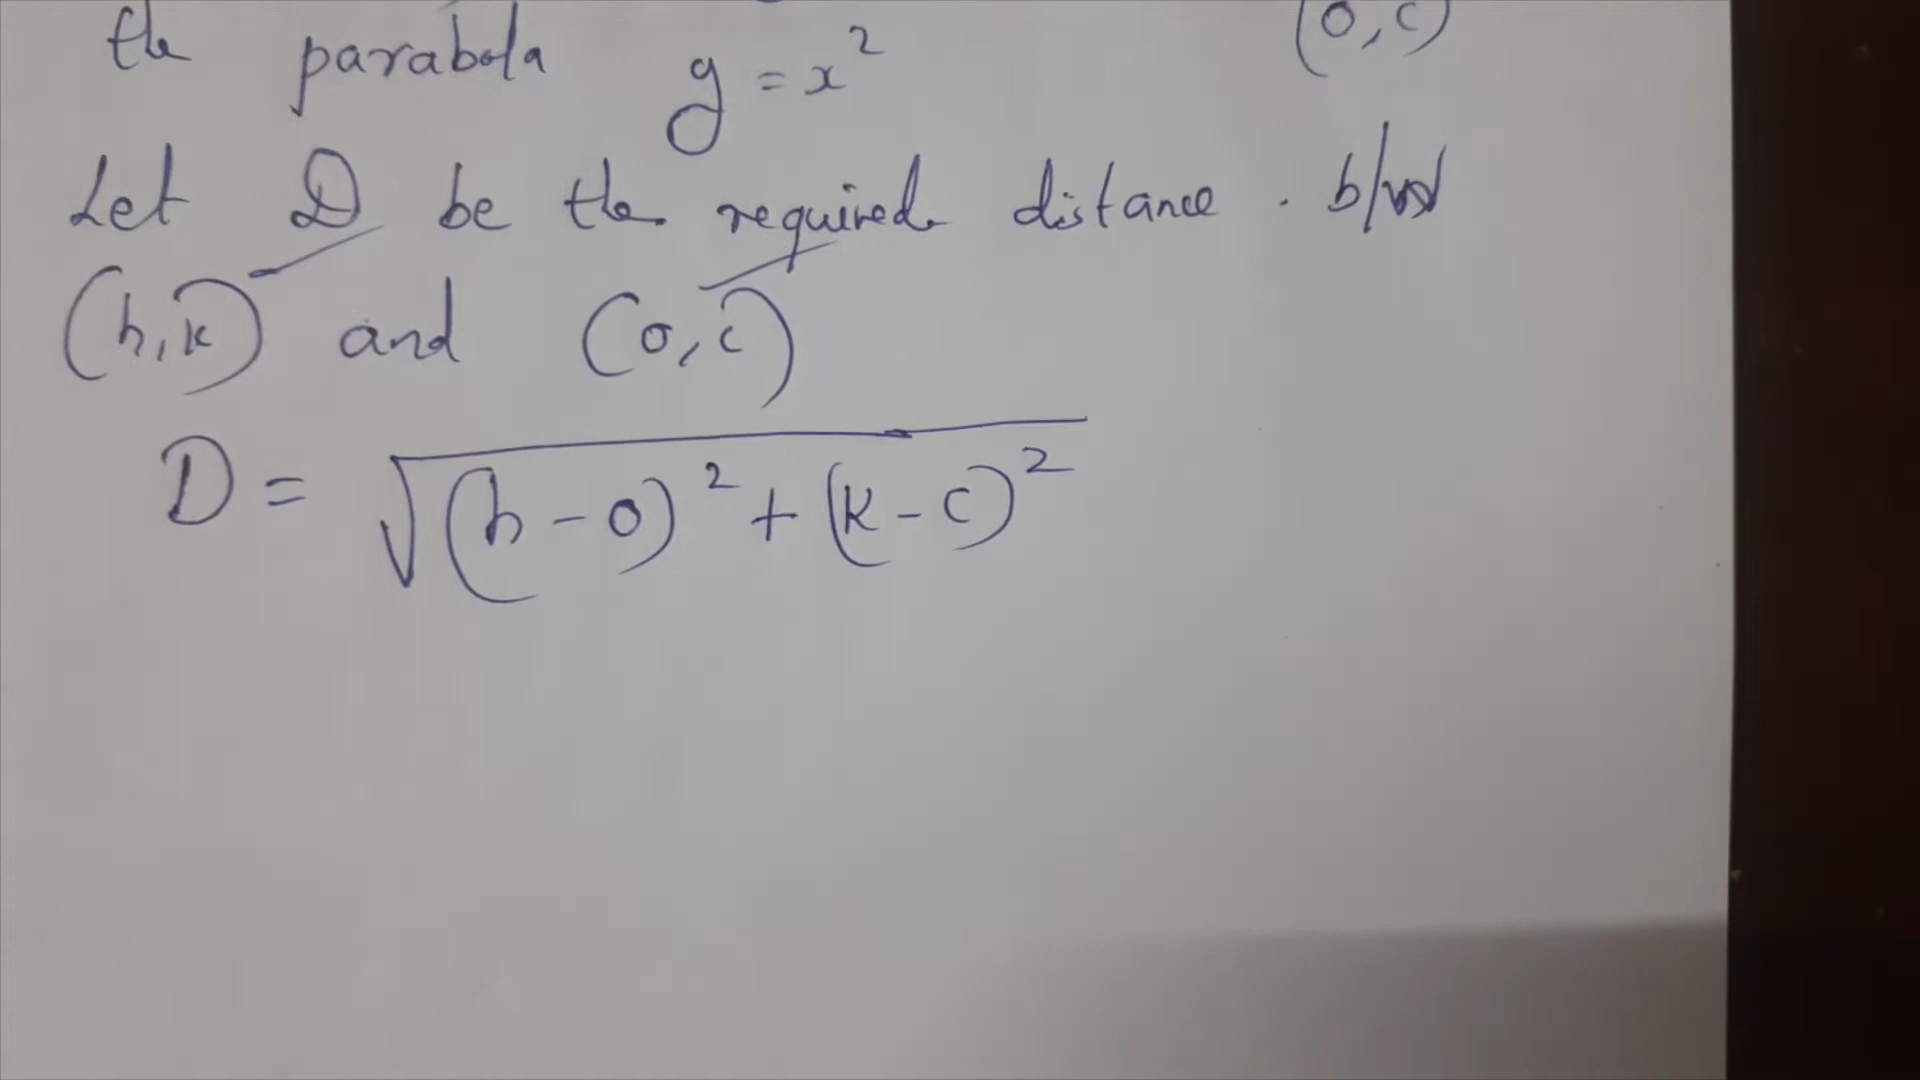 the parabola y = x² (0,c)
Let D be the required distance . b/w
(h,k) and (0,c)
D = √((h-0)² + (k-c)²)